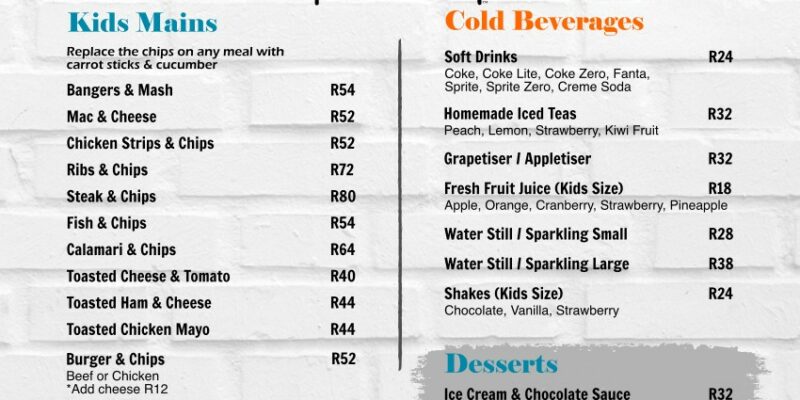 Kids Mains
Replace the chips on any meal with
carrot sticks & cucumber
Bangers & Mash R54
Mac & Cheese R52
Chicken Strips & Chips R52
Ribs & Chips R72
Steak & Chips R80
Fish & Chips R54
Calamari & Chips R64
Toasted Cheese & Tomato R40
Toasted Ham & Cheese R44
Toasted Chicken Mayo R44
Burger & Chips R52
Beef or Chicken
*Add cheese R12
Cold Beverages
Soft Drinks R24
Coke, Coke Lite, Coke Zero, Fanta,
Sprite, Sprite Zero, Creme Soda
Homemade Iced Teas R32
Peach, Lemon, Strawberry, Kiwi Fruit
Grapetiser / Appletiser R32
Fresh Fruit Juice (Kids Size) R18
Apple, Orange, Cranberry, Strawberry, Pineapple
Water Still / Sparkling Small R28
Water Still / Sparkling Large R38
Shakes (Kids Size) R24
Chocolate, Vanilla, Strawberry
Desserts
Ice Cream & Chocolate Sauce R32